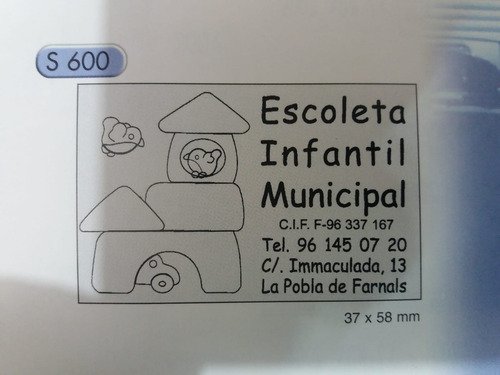 S 600
Escoleta
Infantil
Municipal
C.I.F. F-96 337 167
Tel. 96 145 07 20
C/. Immaculada, 13
La Pobla de Farnals
37 x 58 mm